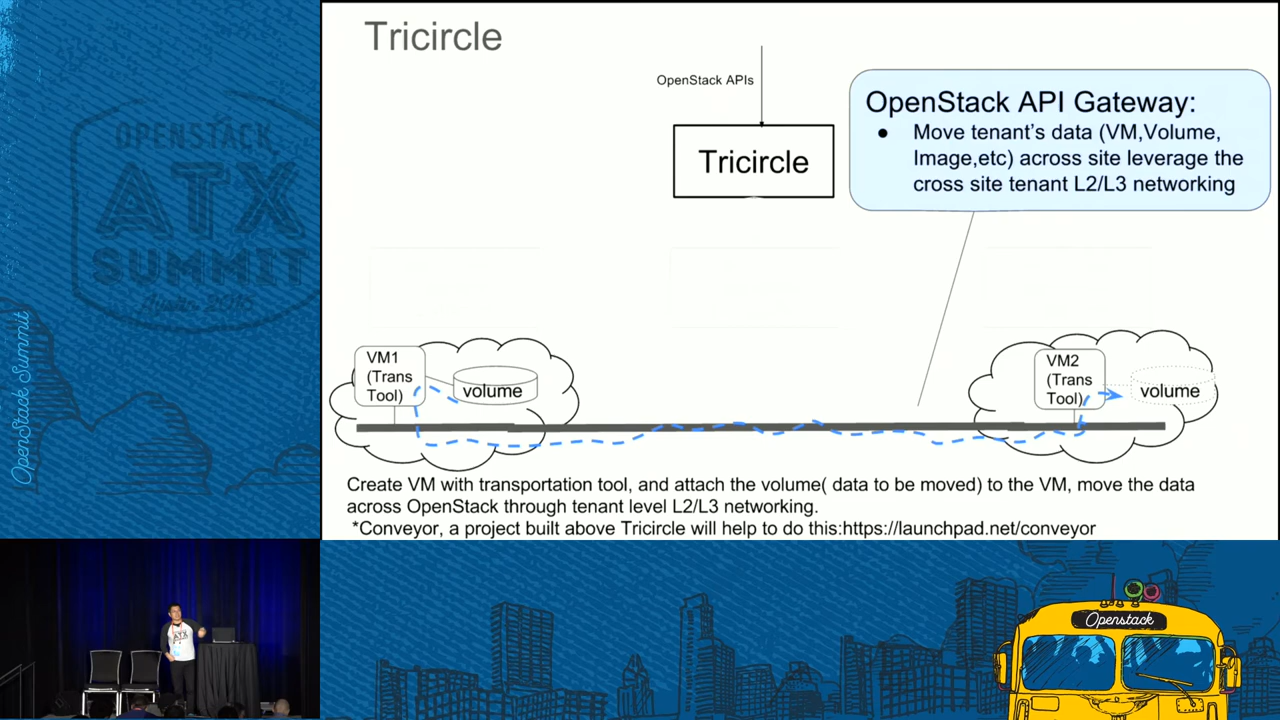 Tricircle
OpenStack APIs
Tricircle
OpenStack API Gateway:
● Move tenant's data (VM,Volume,
Image,etc) across site leverage the
cross site tenant L2/L3 networking
VM1
(Trans
Tool)
volume
VM2
(Trans
Tool)
volume
Create VM with transportation tool, and attach the volume( data to be moved) to the VM, move the data
across OpenStack through tenant level L2/L3 networking.
*Conveyor, a project built above Tricircle will help to do this:https://launchpad.net/conveyor
OPENSTACK
ATX
SUMMIT
Austin 2016
OpenStack Summit
ATX
Openstack